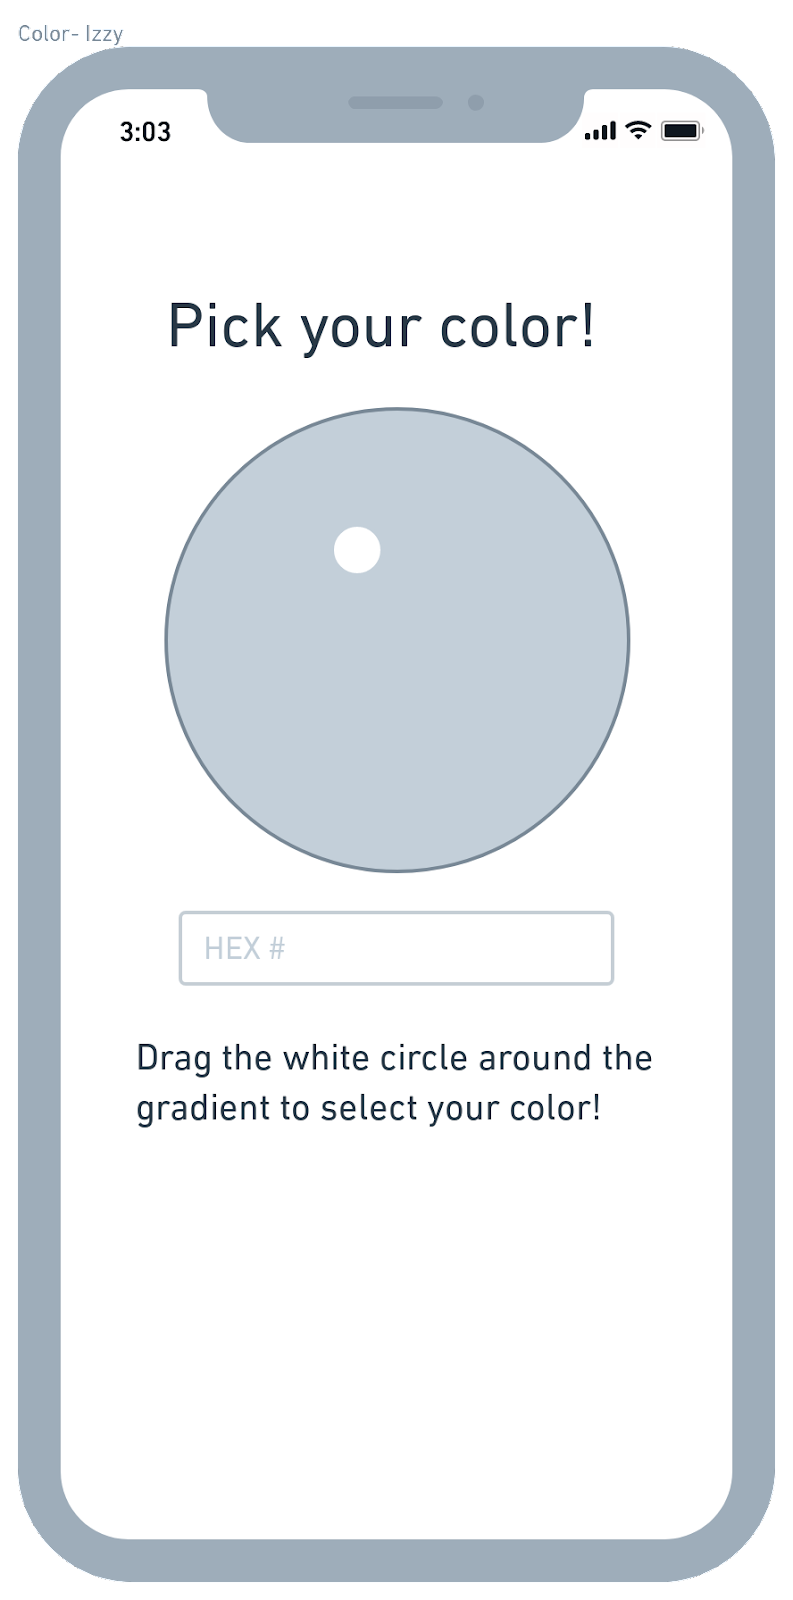 Color- Izzy
3:03
Pick your color!
HEX #
Drag the white circle around the
gradient to select your color!